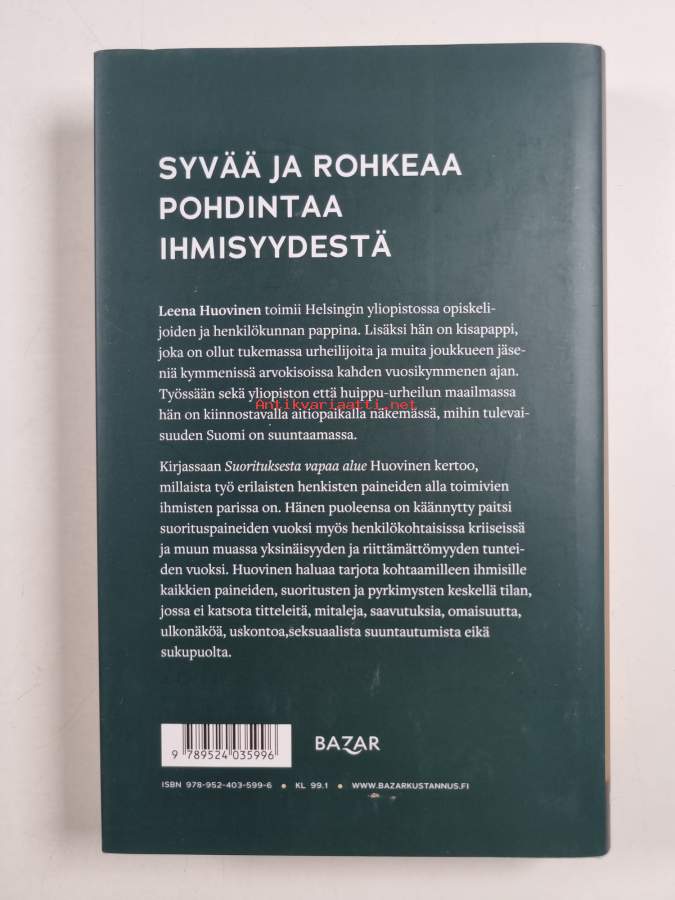 SYVÄÄ JA ROHKEAA
POHDINTAA
IHMISYYDESTÄ
Leena Huovinen toimii Helsingin yliopistossa opiskeli-
joiden ja henkilökunnan pappina. Lisäksi hän on kisapappi,
joka on ollut tukemassa urheilijoita ja muita joukkueen jäse-
niä kymmenissä arvokisoissa kahden vuosikymmenen ajan.
Työssään sekä yliopiston että huippu-urheilun maailmassa
Antikvariaatti.net
hän on kiinnostavalla aitiopaikalla näkemässä, mihin tulevai-
suuden Suomi on suuntaamassa.
Kirjassaan Suorituksesta vapaa alue Huovinen kertoo,
millaista työ erilaisten henkisten paineiden alla toimivien
ihmisten parissa on. Hänen puoleensa on käännytty paitsi
suorituspaineiden vuoksi myös henkilökohtaisissa kriiseissä
ja muun muassa yksinäisyyden ja riittämättömyyden tuntei-
den vuoksi. Huovinen haluaa tarjota kohtaamilleen ihmisille
kaikkien paineiden, suoritusten ja pyrkimysten keskellä tilan,
jossa ei katsota titteleitä, mitaleja, saavutuksia, omaisuutta,
ulkonäköä, uskontoa,seksuaalista suuntautumista eikä
sukupuolta.
9 789524 035996
BAZAR
ISBN 978-952-403-599-6 • KL 99.1 • WWW.BAZARKUSTANNUS.FI